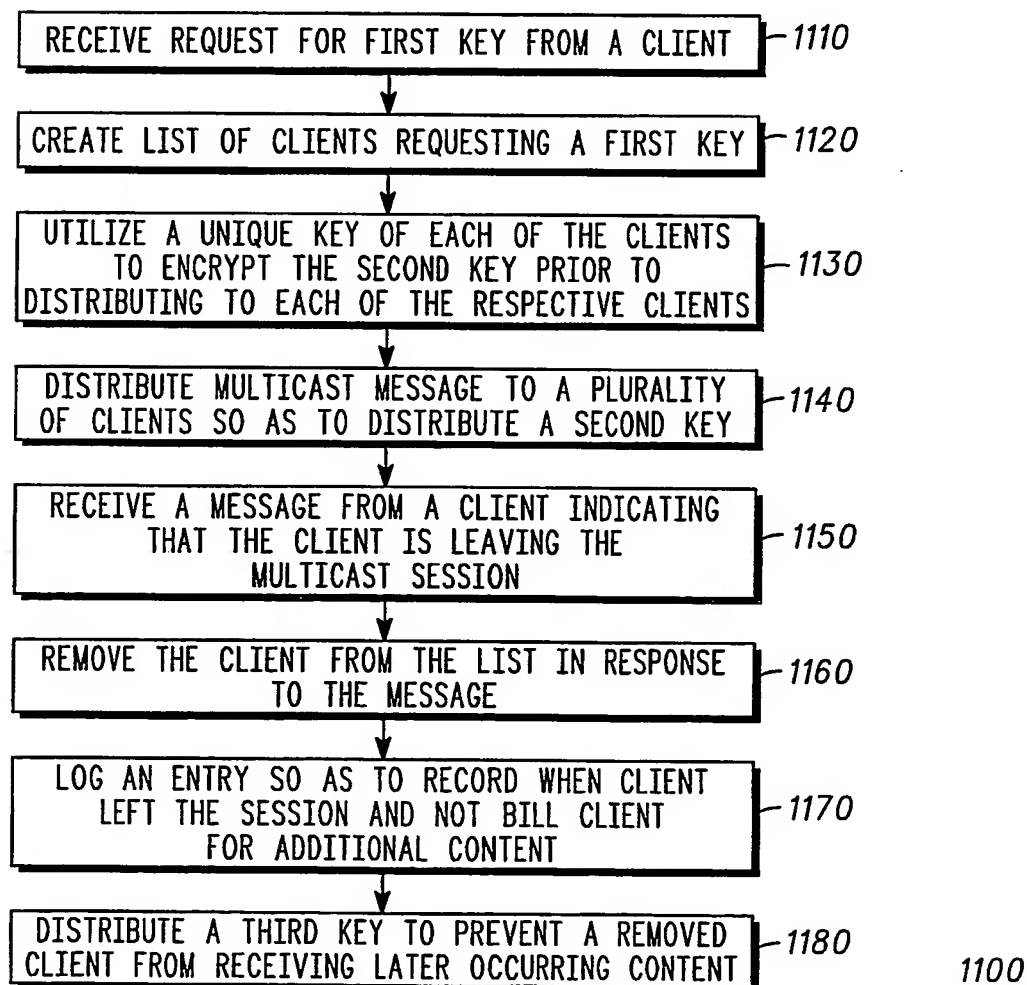 RECEIVE REQUEST FOR FIRST KEY FROM A CLIENT
1110
CREATE LIST OF CLIENTS REQUESTING A FIRST KEY
1120
UTILIZE A UNIQUE KEY OF EACH OF THE CLIENTS
TO ENCRYPT THE SECOND KEY PRIOR TO
DISTRIBUTING TO EACH OF THE RESPECTIVE CLIENTS
1130
DISTRIBUTE MULTICAST MESSAGE TO A PLURALITY
OF CLIENTS SO AS TO DISTRIBUTE A SECOND KEY
1140
RECEIVE A MESSAGE FROM A CLIENT INDICATING
THAT THE CLIENT IS LEAVING THE
MULTICAST SESSION
1150
REMOVE THE CLIENT FROM THE LIST IN RESPONSE
TO THE MESSAGE
1160
LOG AN ENTRY SO AS TO RECORD WHEN CLIENT
LEFT THE SESSION AND NOT BILL CLIENT
FOR ADDITIONAL CONTENT
1170
DISTRIBUTE A THIRD KEY TO PREVENT A REMOVED
CLIENT FROM RECEIVING LATER OCCURRING CONTENT
1180
1100